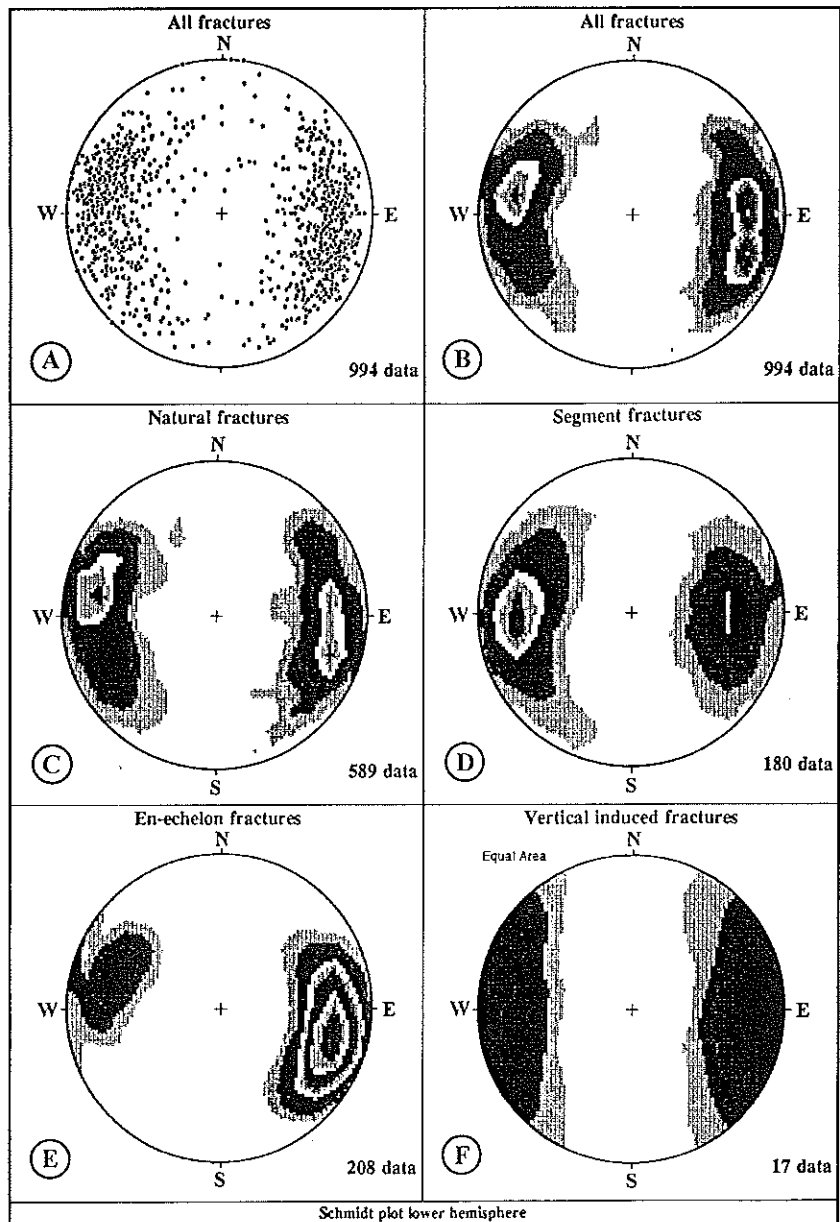 All fractures
N
W
E
A
994 data
All fractures
N
W
E
B
994 data
Natural fractures
N
W
E
S
C
589 data
Segment fractures
N
W
E
S
D
180 data
En-echelon fractures
N
W
E
S
E
208 data
Vertical induced fractures
Equal Area
N
W
E
S
F
17 data
Schmidt plot lower hemisphere